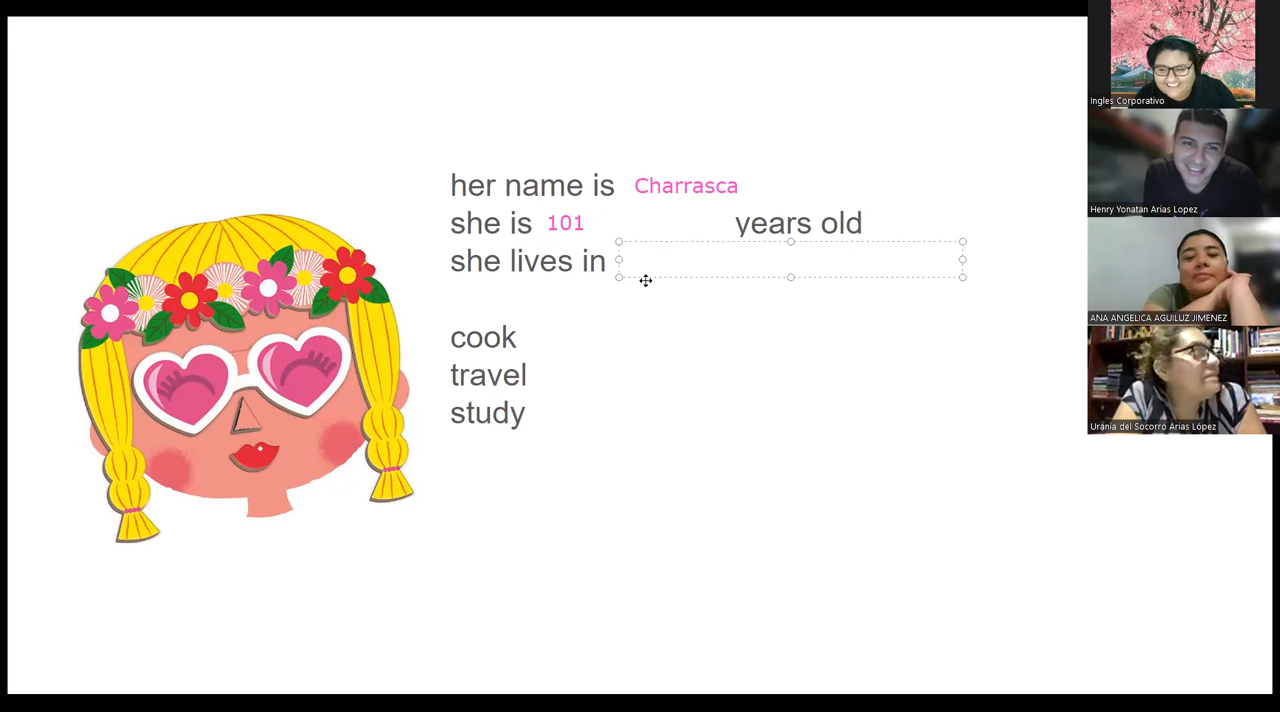 her name is Charrasca
she is 101 years old
she lives in
cook
travel
study
Ingles Corporativo
Henry Yonatan Arias Lopez
ANA ANGELICA AGUILUZ JIMENEZ
Urania del Socorro Arias López